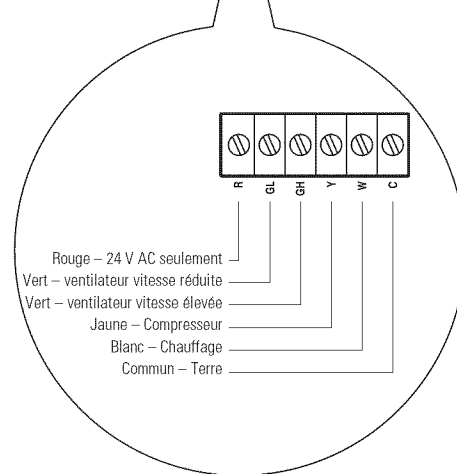 R GL GH Y W C
Rouge – 24 V AC seulement
Vert – ventilateur vitesse réduite
Vert – ventilateur vitesse élevée
Jaune – Compresseur
Blanc – Chauffage
Commun – Terre